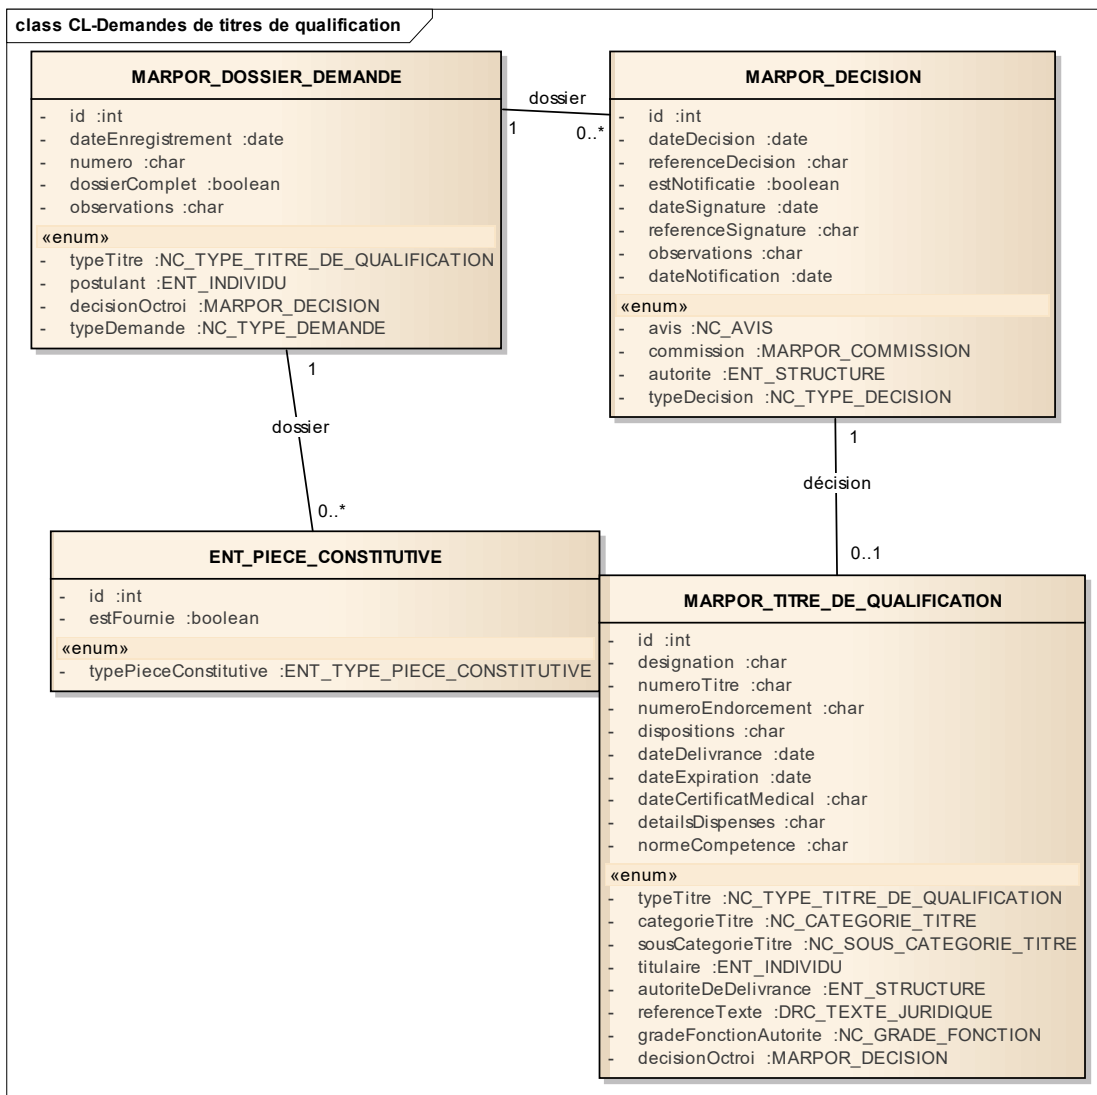 class CL-Demandes de titres de qualification
MARPOR_DOSSIER_DEMANDE
- id :int
- dateEnregistrement :date
- numero :char
- dossierComplet :boolean
- observations :char
«enum»
- typeTitre :NC_TYPE_TITRE_DE_QUALIFICATION
- postulant :ENT_INDIVIDU
- decisionOctroi :MARPOR_DECISION
- typeDemande :NC_TYPE_DEMANDE
dossier
1
0..*
MARPOR_DECISION
- id :int
- dateDecision :date
- referenceDecision :char
- estNotificatie :boolean
- dateSignature :date
- referenceSignature :char
- observations :char
- dateNotification :date
«enum»
- avis :NC_AVIS
- commission :MARPOR_COMMISSION
- autorite :ENT_STRUCTURE
- typeDecision :NC_TYPE_DECISION
1
dossier
0..*
1
décision
0..1
ENT_PIECE_CONSTITUTIVE
- id :int
- estFournie :boolean
«enum»
- typePieceConstitutive :ENT_TYPE_PIECE_CONSTITUTIVE
MARPOR_TITRE_DE_QUALIFICATION
- id :int
- designation :char
- numeroTitre :char
- numeroEndorcement :char
- dispositions :char
- dateDelivrance :date
- dateExpiration :date
- dateCertificatMedical :char
- detailsDispenses :char
- normeCompetence :char
«enum»
- typeTitre :NC_TYPE_TITRE_DE_QUALIFICATION
- categorieTitre :NC_CATEGORIE_TITRE
- sousCategorieTitre :NC_SOUS_CATEGORIE_TITRE
- titulaire :ENT_INDIVIDU
- autoriteDeDelivrance :ENT_STRUCTURE
- referenceTexte :DRC_TEXTE_JURIDIQUE
- gradeFonctionAutorite :NC_GRADE_FONCTION
- decisionOctroi :MARPOR_DECISION